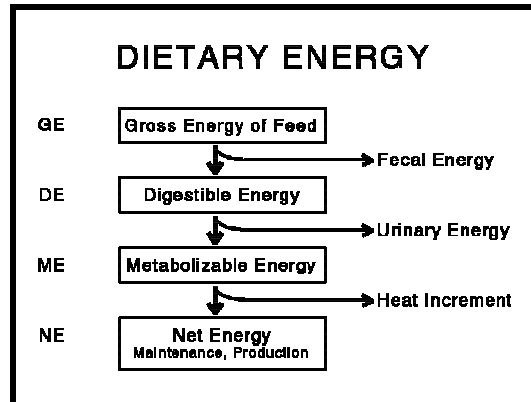 DIETARY ENERGY
GE Gross Energy of Feed
Fecal Energy
DE Digestible Energy
Urinary Energy
ME Metabolizable Energy
Heat Increment
NE Net Energy
Maintenance, Production